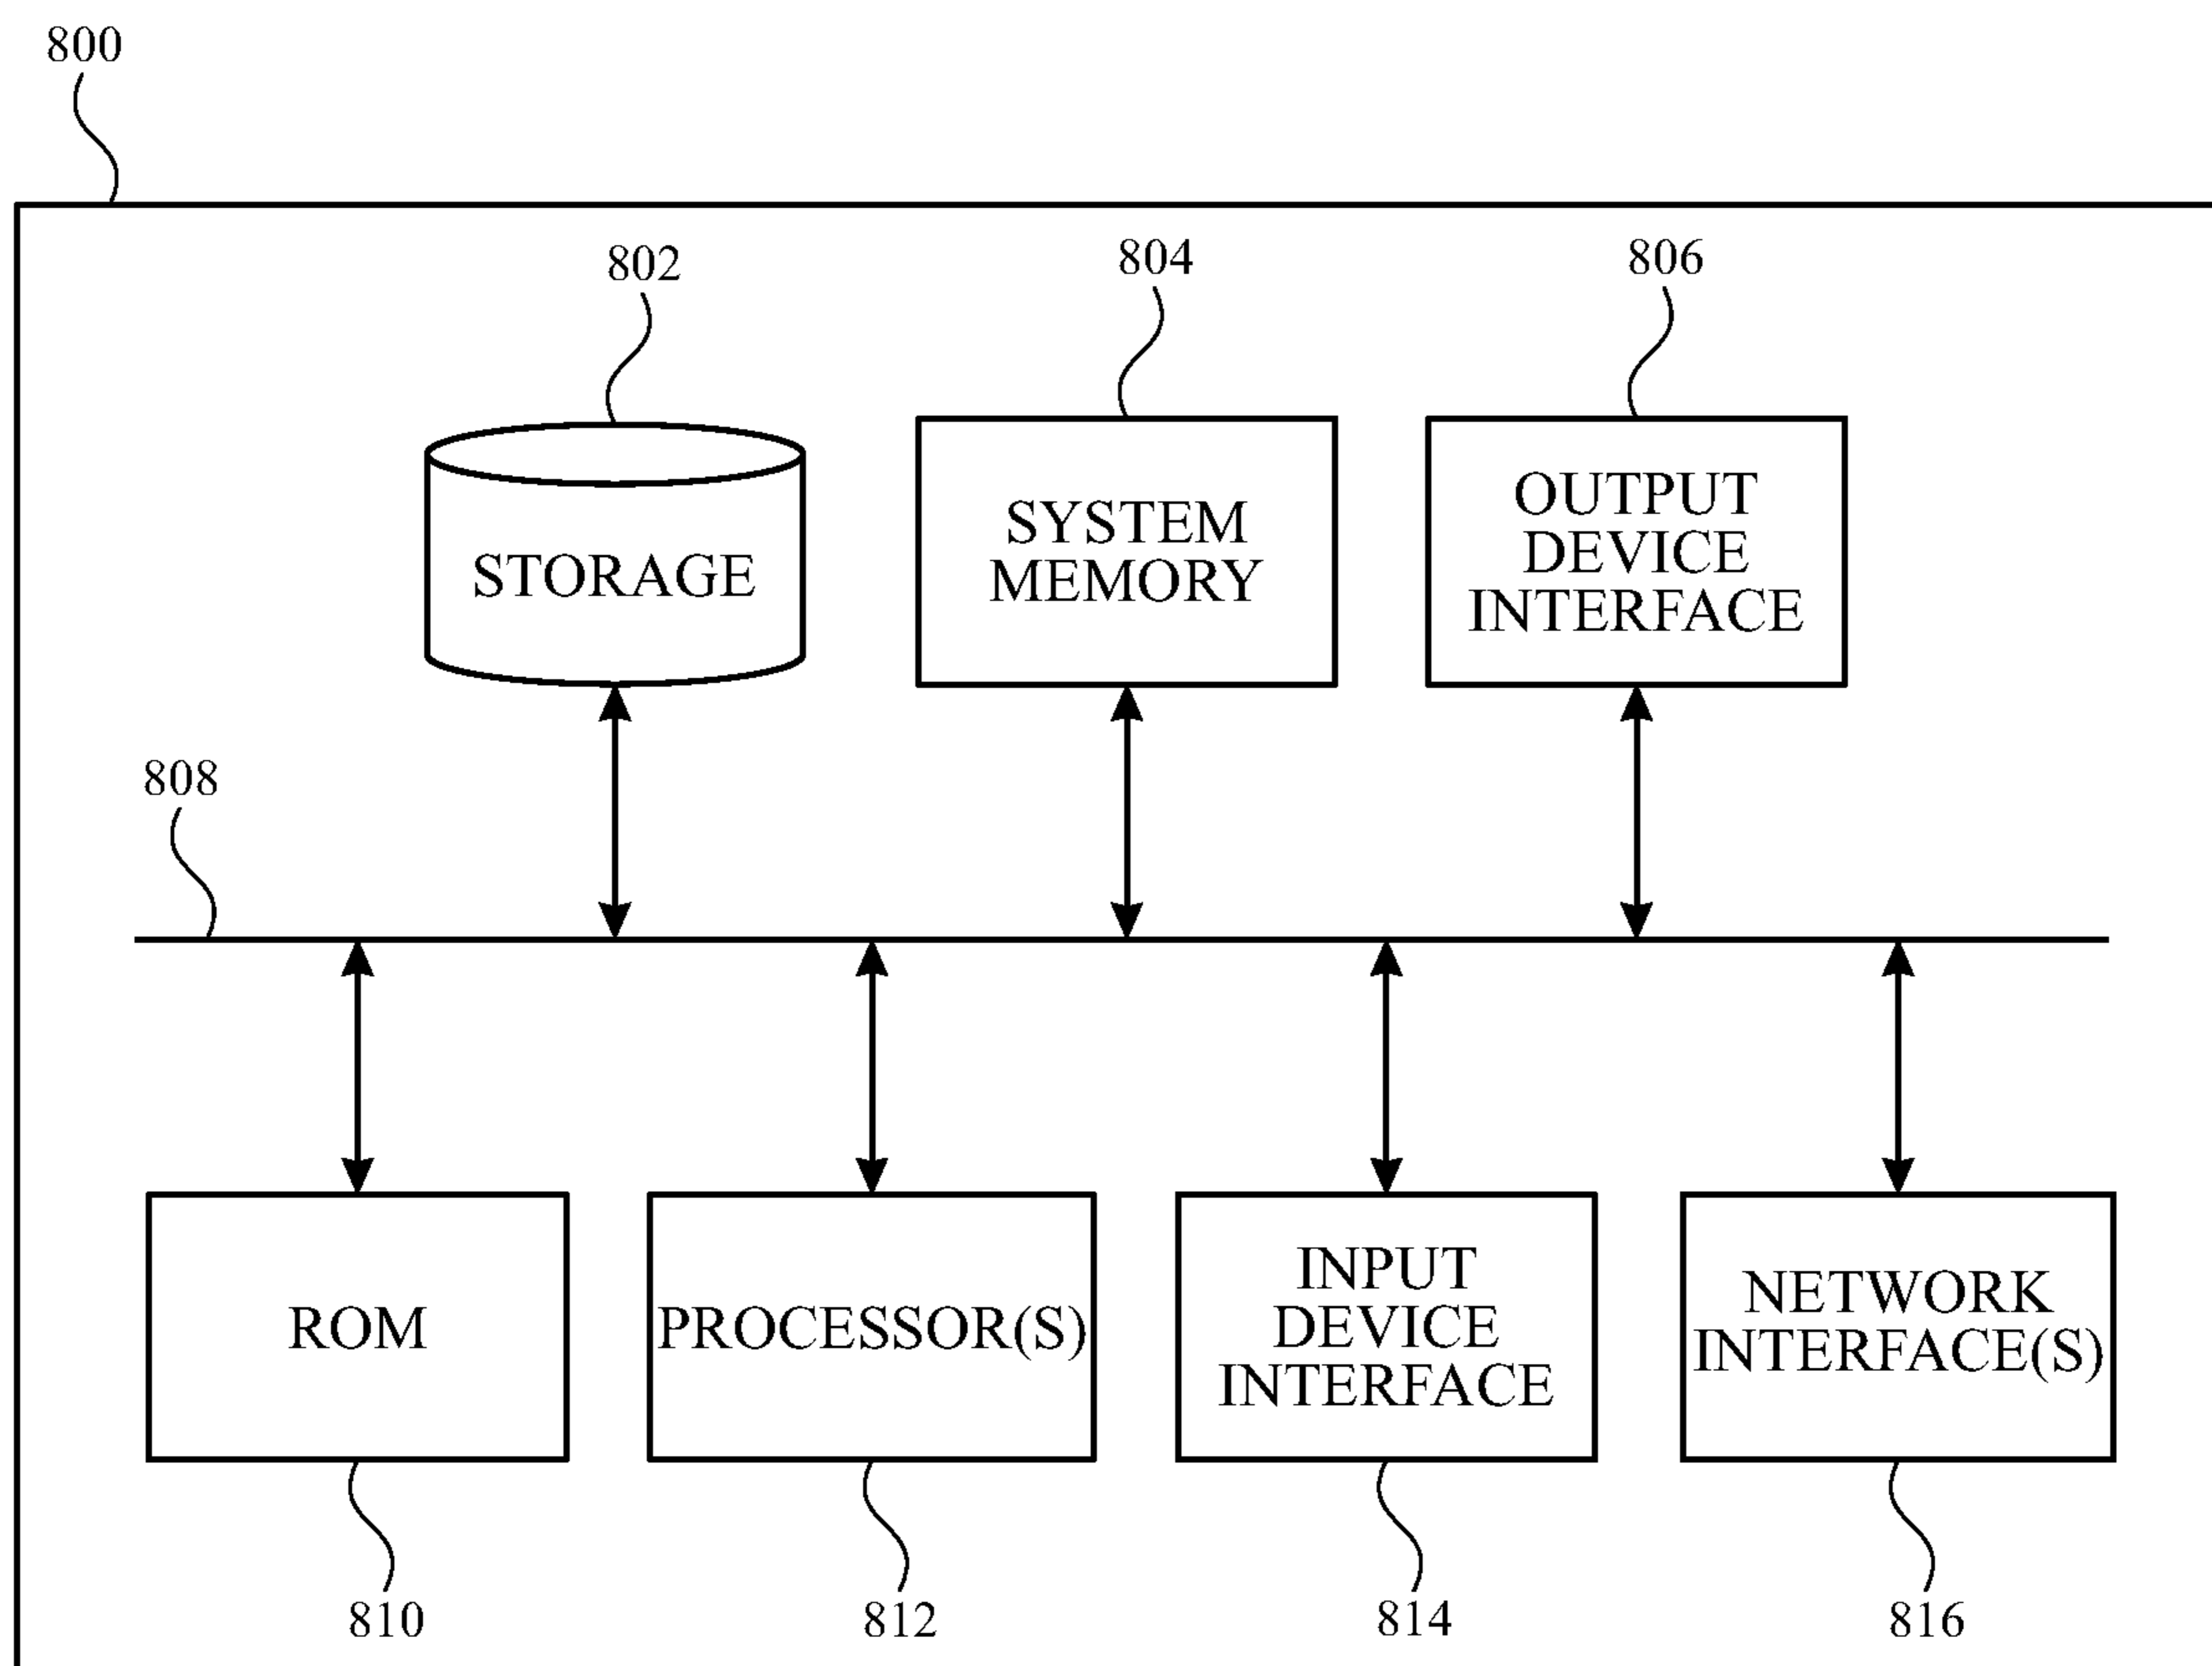 800
802
804
806
STORAGE
SYSTEM
MEMORY
OUTPUT
DEVICE
INTERFACE
808
ROM
PROCESSOR(S)
INPUT
DEVICE
INTERFACE
NETWORK
INTERFACE(S)
810
812
814
816